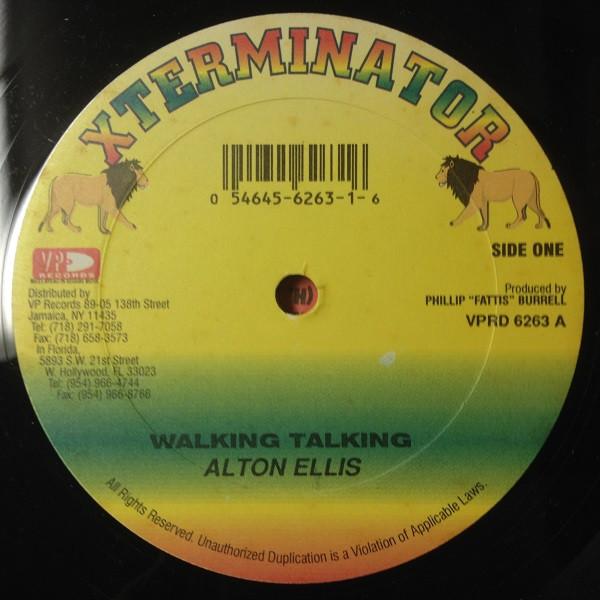 XTERMINATOR
0 54645-6263-1-6
VP
RECORDS
SIDE ONE
Distributed by
VP Records 89-05 138th Street
Jamaica, NY 11435
Tel: (718) 291-7058
Fax: (718) 658-3573
In Florida,
5893 S.W. 21st Street
W. Hollywood, FL 33023
Tel: (954) 966-4744
Fax: (954) 966-8766
Produced by
PHILLIP "FATTIS" BURRELL
VPRD 6263 A
WALKING TALKING
ALTON ELLIS
All Rights Reserved. Unauthorized Duplication is a Violation of Applicable Laws.